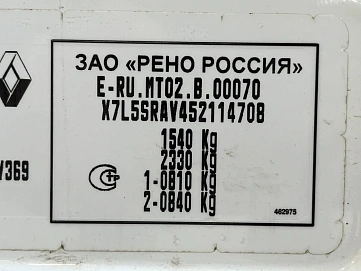 ЗАО «РЕНО РОССИЯ»
E-RU.MT02.B.00070
X7L5SRAV452114708
1540 Kg
2330 Kg
1-0810 Kg
2-0840 Kg
462975